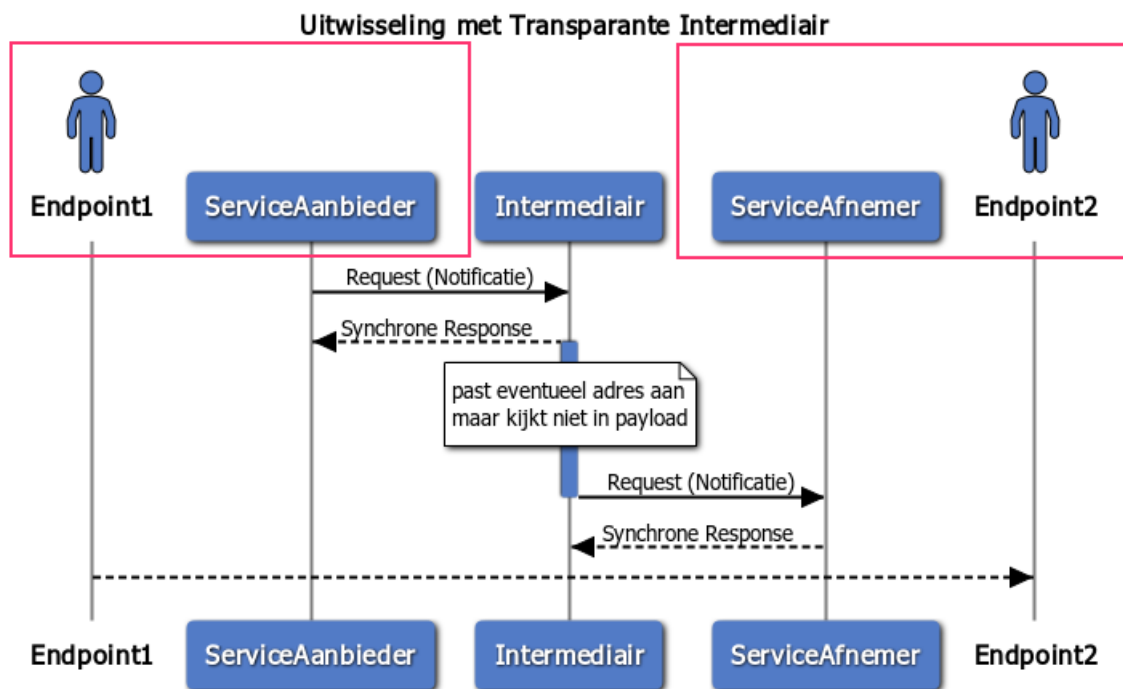 Uitwisseling met Transparante Intermediair
Endpoint1
ServiceAanbieder
Intermediair
ServiceAfnemer
Endpoint2
Request (Notificatie)
Synchrone Response
past eventueel adres aan
maar kijkt niet in payload
Request (Notificatie)
Synchrone Response
Endpoint1
ServiceAanbieder
Intermediair
ServiceAfnemer
Endpoint2